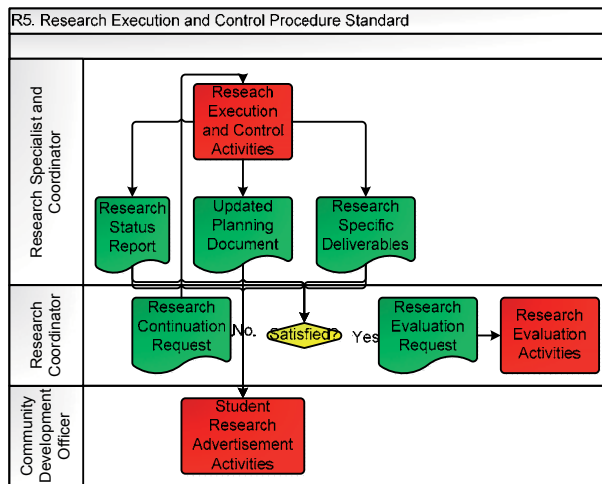 R5. Research Execution and Control Procedure Standard
Research Specialist and
Coordinator
Reseach
Execution
and Control
Activities
Research
Status
Report
Updated
Planning
Document
Research
Specific
Deliverables
Research
Coordinator
Research
Continuation
Request
No.
Satisfied?
Yes
Research
Evaluation
Request
Research
Evaluation
Activities
Community
Development
Officer
Student
Research
Advertisement
Activities